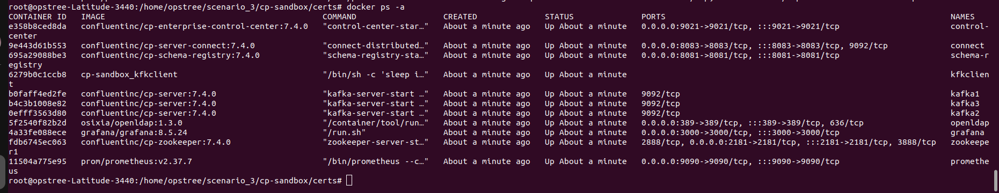 root@opstree-Latitude-3440:/home/opstree/scenario_3/cp-sandbox/certs# docker ps -a
CONTAINER ID   IMAGE                                             COMMAND                  CREATED              STATUS              PORTS                                                                     NAMES
e358b8ced8da   confluentinc/cp-enterprise-control-center:7.4.0   "control-center-star…"   About a minute ago   Up About a minute   0.0.0.0:9021->9021/tcp, :::9021->9021/tcp                                 control-
center
9e443d61b553   confluentinc/cp-server-connect:7.4.0              "connect-distributed…"   About a minute ago   Up About a minute   0.0.0.0:8083->8083/tcp, :::8083->8083/tcp, 9092/tcp                       connect
695a29088be3   confluentinc/cp-schema-registry:7.4.0             "schema-registry-sta…"   About a minute ago   Up About a minute   0.0.0.0:8081->8081/tcp, :::8081->8081/tcp                                 schema-r
egistry
6279b0c1ccb8   cp-sandbox_kfkclient                              "/bin/sh -c 'sleep i…"   About a minute ago   Up About a minute                                                                             kfkclien
t
b0faff4ed2fe   confluentinc/cp-server:7.4.0                      "kafka-server-start …"   About a minute ago   Up About a minute   9092/tcp                                                                  kafka1
b4c3b1008e82   confluentinc/cp-server:7.4.0                      "kafka-server-start …"   About a minute ago   Up About a minute   9092/tcp                                                                  kafka3
0efff3563d80   confluentinc/cp-server:7.4.0                      "kafka-server-start …"   About a minute ago   Up About a minute   9092/tcp                                                                  kafka2
5f2540f82b2d   osixia/openldap:1.3.0                             "/container/tool/run…"   About a minute ago   Up About a minute   0.0.0.0:389->389/tcp, :::389->389/tcp, 636/tcp                            openldap
4a33fe088ece   grafana/grafana:8.5.24                            "/run.sh"                About a minute ago   Up About a minute   0.0.0.0:3000->3000/tcp, :::3000->3000/tcp                                 grafana
fdb6745ec063   confluentinc/cp-zookeeper:7.4.0                   "zookeeper-server-st…"   About a minute ago   Up About a minute   2888/tcp, 0.0.0.0:2181->2181/tcp, :::2181->2181/tcp, 3888/tcp   zookeepe
r1
11504a775e95   prom/prometheus:v2.37.7                           "/bin/prometheus --c…"   About a minute ago   Up About a minute   0.0.0.0:9090->9090/tcp, :::9090->9090/tcp                                 promethe
us
root@opstree-Latitude-3440:/home/opstree/scenario_3/cp-sandbox/certs#